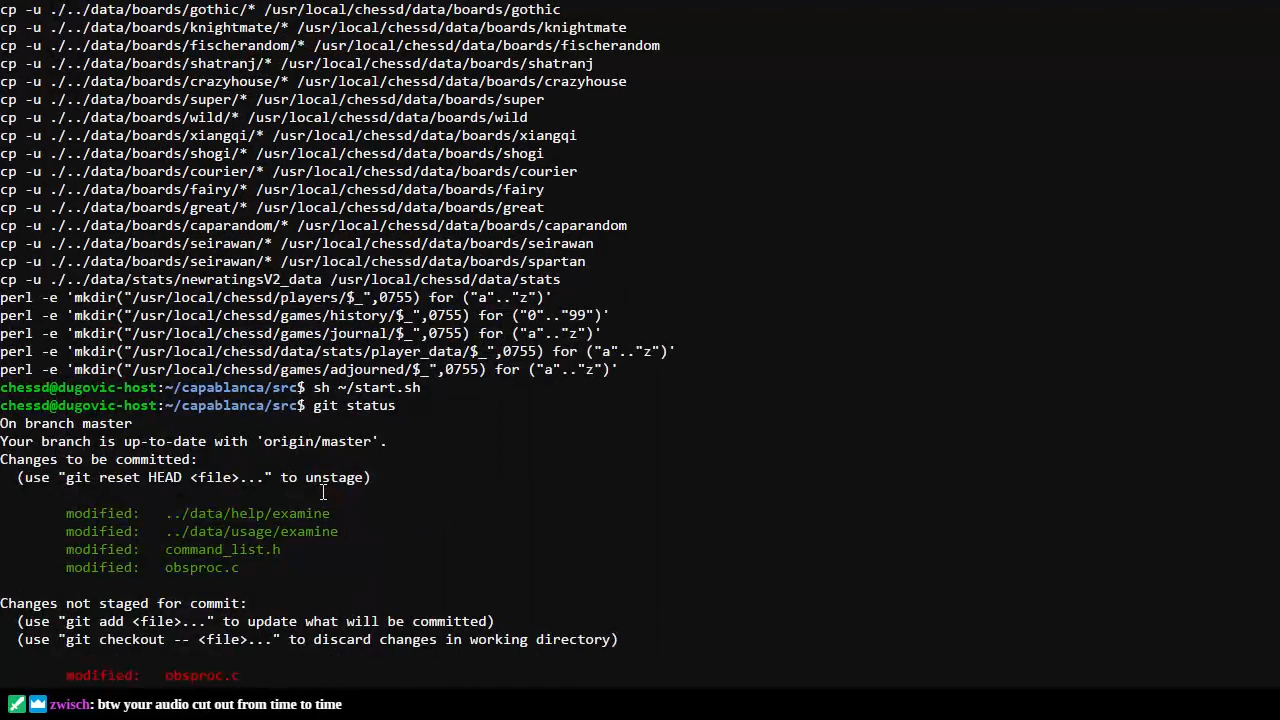 cp -u ./../data/boards/gothic/* /usr/local/chessd/data/boards/gothic
cp -u ./../data/boards/knightmate/* /usr/local/chessd/data/boards/knightmate
cp -u ./../data/boards/fischerandom/* /usr/local/chessd/data/boards/fischerandom
cp -u ./../data/boards/shatranj/* /usr/local/chessd/data/boards/shatranj
cp -u ./../data/boards/crazyhouse/* /usr/local/chessd/data/boards/crazyhouse
cp -u ./../data/boards/super/* /usr/local/chessd/data/boards/super
cp -u ./../data/boards/wild/* /usr/local/chessd/data/boards/wild
cp -u ./../data/boards/xiangqi/* /usr/local/chessd/data/boards/xiangqi
cp -u ./../data/boards/shogi/* /usr/local/chessd/data/boards/shogi
cp -u ./../data/boards/courier/* /usr/local/chessd/data/boards/courier
cp -u ./../data/boards/fairy/* /usr/local/chessd/data/boards/fairy
cp -u ./../data/boards/great/* /usr/local/chessd/data/boards/great
cp -u ./../data/boards/caparandom/* /usr/local/chessd/data/boards/caparandom
cp -u ./../data/boards/seirawan/* /usr/local/chessd/data/boards/seirawan
cp -u ./../data/boards/seirawan/* /usr/local/chessd/data/boards/spartan
cp -u ./../data/stats/newratingsV2_data /usr/local/chessd/data/stats
perl -e 'mkdir("/usr/local/chessd/players/$_",0755) for ("a".."z")'
perl -e 'mkdir("/usr/local/chessd/games/history/$_",0755) for ("0".."99")'
perl -e 'mkdir("/usr/local/chessd/games/journal/$_",0755) for ("a".."z")'
perl -e 'mkdir("/usr/local/chessd/data/stats/player_data/$_",0755) for ("a".."z")'
perl -e 'mkdir("/usr/local/chessd/games/adjourned/$_",0755) for ("a".."z")'
chessd@dugovic-host:~/capablanca/src$ sh ~/start.sh
chessd@dugovic-host:~/capablanca/src$ git status
On branch master
Your branch is up-to-date with 'origin/master'.
Changes to be committed:
  (use "git reset HEAD <file>..." to unstage)
        modified:   ../data/help/examine
        modified:   ../data/usage/examine
        modified:   command_list.h
        modified:   obsproc.c
Changes not staged for commit:
  (use "git add <file>..." to update what will be committed)
  (use "git checkout -- <file>..." to discard changes in working directory)
        modified:   obsproc.c
zwisch: btw your audio cut out from time to time